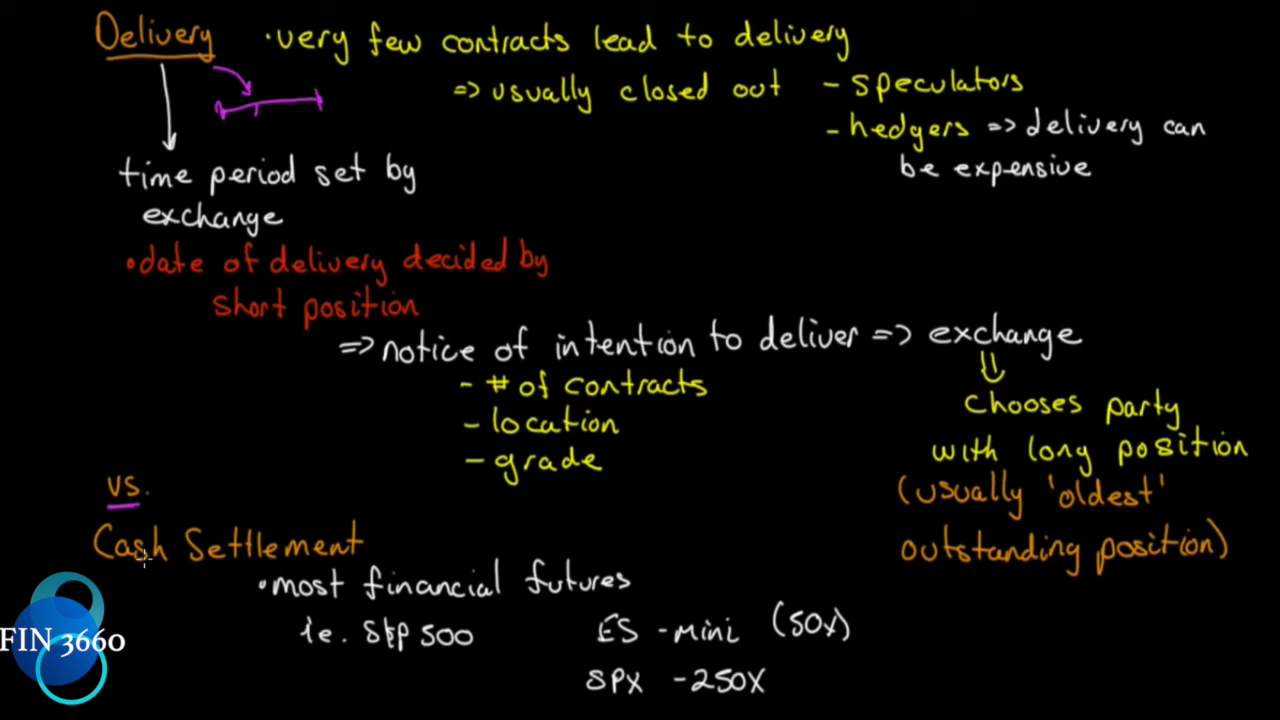 Delivery
• very few contracts lead to delivery
=> usually closed out - speculators
- hedgers => delivery can
be expensive
time period set by
exchange
• date of delivery decided by
short position
=> notice of intention to deliver => exchange
- # of contracts
- location
- grade
Chooses party
with long position
(usually 'oldest'
outstanding position)
vs.
Cash Settlement
• most financial futures
ie. S&P 500
ES - mini (50x)
SPX - 250X
FIN 3660